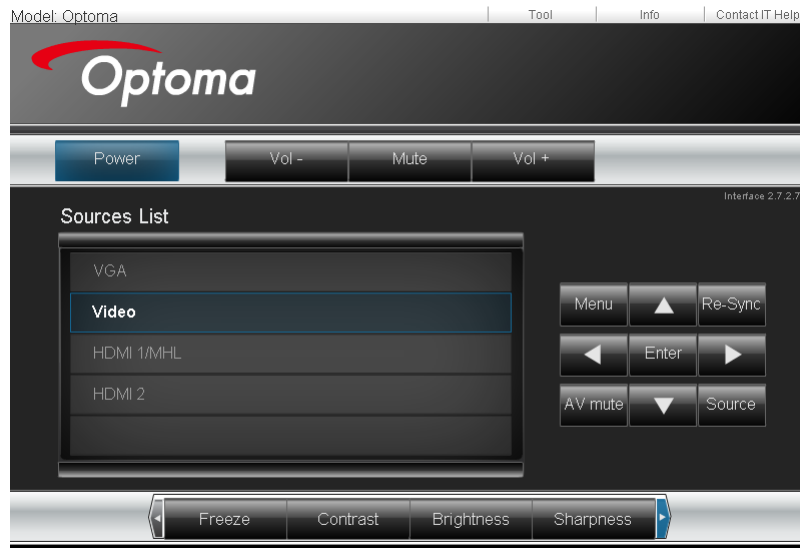 Model: Optoma Tool Info Contact IT Help
Optoma
Power Vol - Mute Vol +
Interface 2.7.2.7
Sources List
VGA
Video
HDMI 1/MHL
HDMI 2
Menu Re-Sync
Enter
AV mute Source
Freeze Contrast Brightness Sharpness